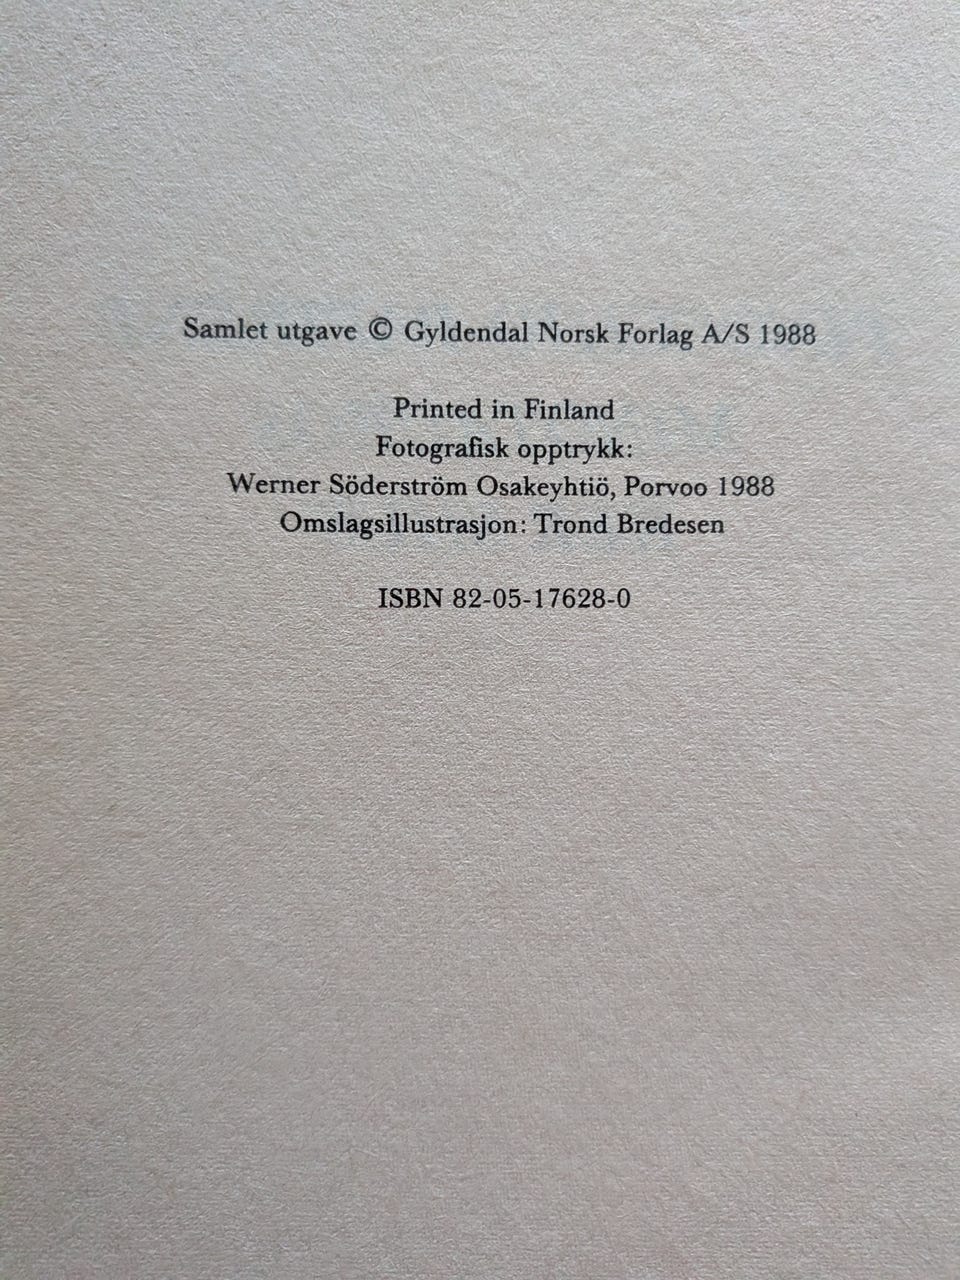 Samlet utgave © Gyldendal Norsk Forlag A/S 1988
Printed in Finland
Fotografisk opptrykk:
Werner Söderström Osakeyhtiö, Porvoo 1988
Omslagsillustrasjon: Trond Bredesen
ISBN 82-05-17628-0